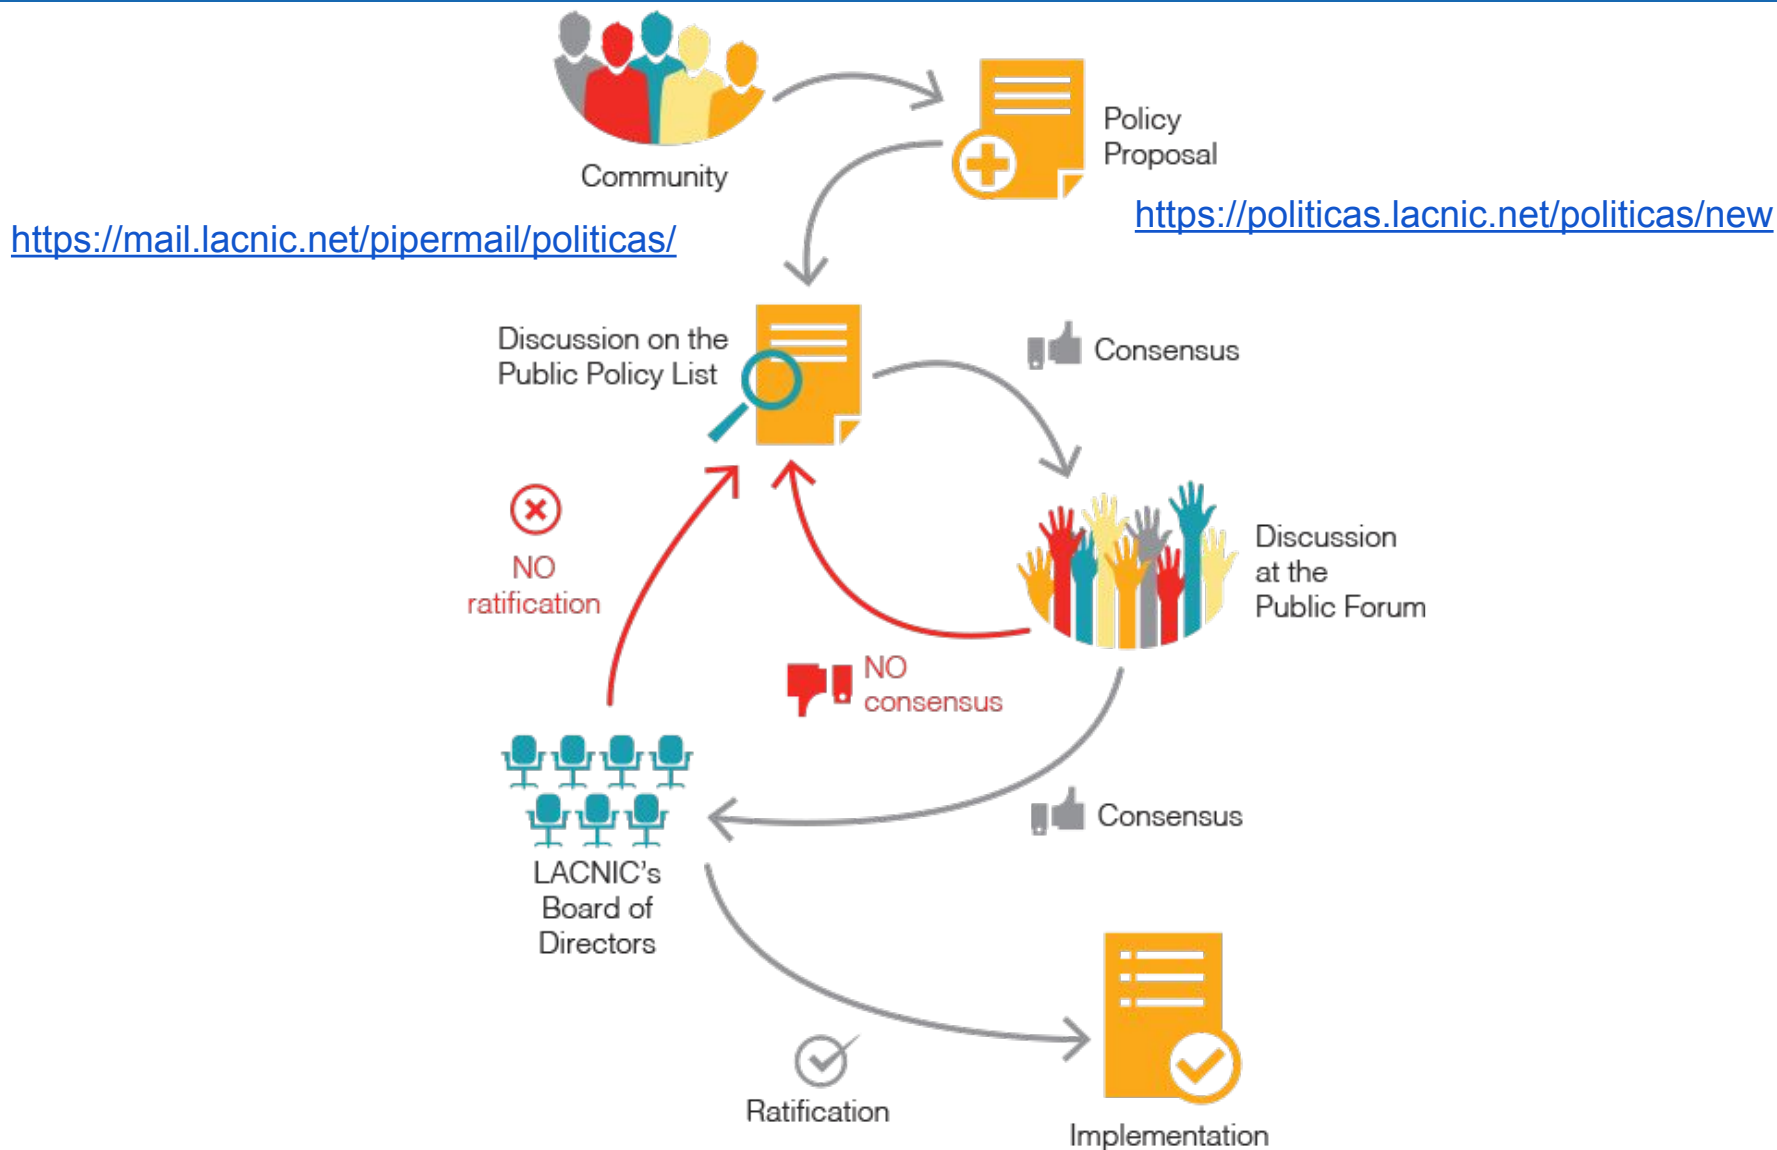 Community
Policy
Proposal
https://mail.lacnic.net/pipermail/politicas/
https://politicas.lacnic.net/politicas/new
Discussion on the
Public Policy List
Consensus
NO
ratification
Discussion
at the
Public Forum
NO
consensus
Consensus
LACNIC's
Board of
Directors
Ratification
Implementation